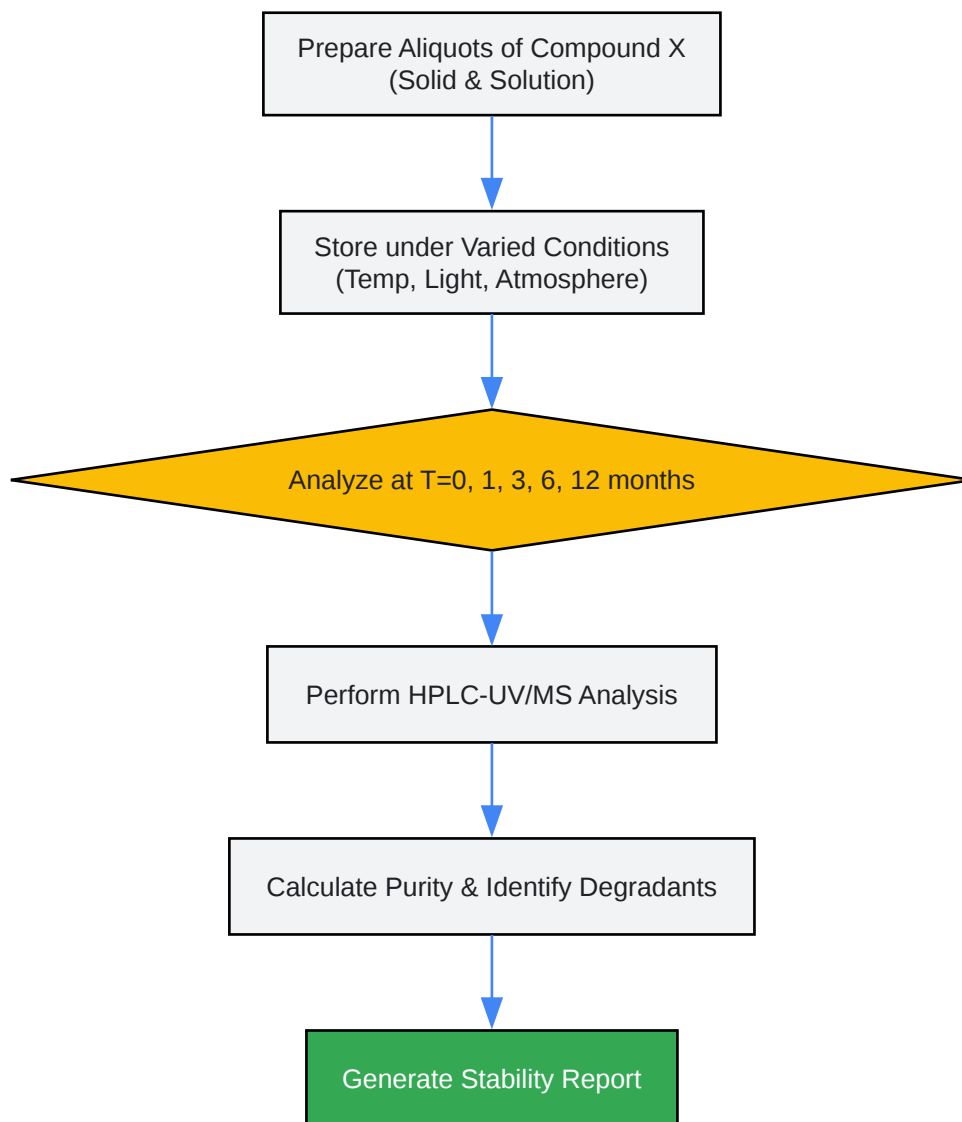 Prepare Aliquots of Compound X
(Solid & Solution)
Store under Varied Conditions
(Temp, Light, Atmosphere)
Analyze at T=0, 1, 3, 6, 12 months
Perform HPLC-UV/MS Analysis
Calculate Purity & Identify Degradants
Generate Stability Report